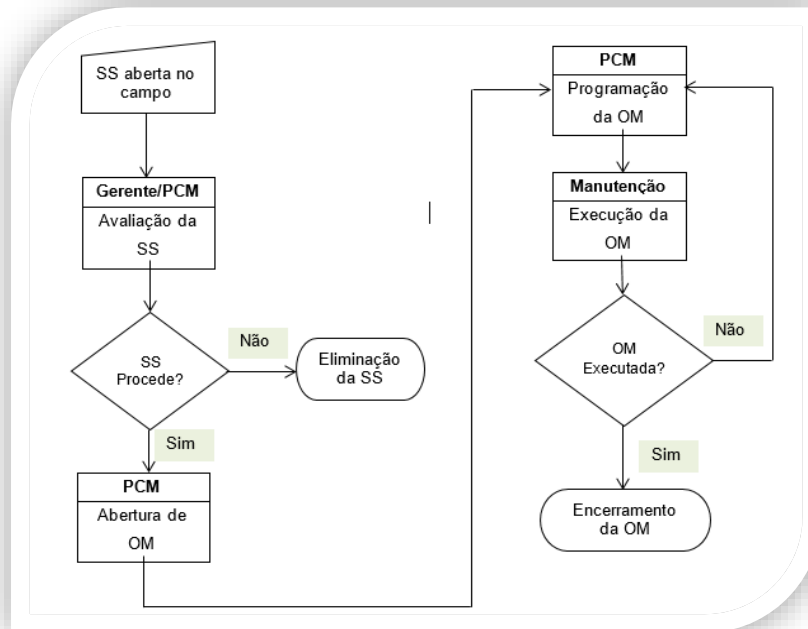 SS aberta no
campo
Gerente/PCM
Avaliação da
SS
SS
Procede?
Não
Eliminação
da SS
Sim
PCM
Abertura de
OM
PCM
Programação
da OM
Manutenção
Execução da
OM
OM
Executada?
Não
Sim
Encerramento
da OM